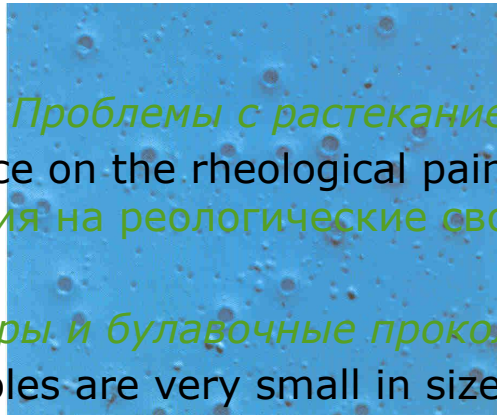 Проблемы с растекание
ce on the rheological pain
ия на реологические сво
ры и булавочные проко
oles are very small in size